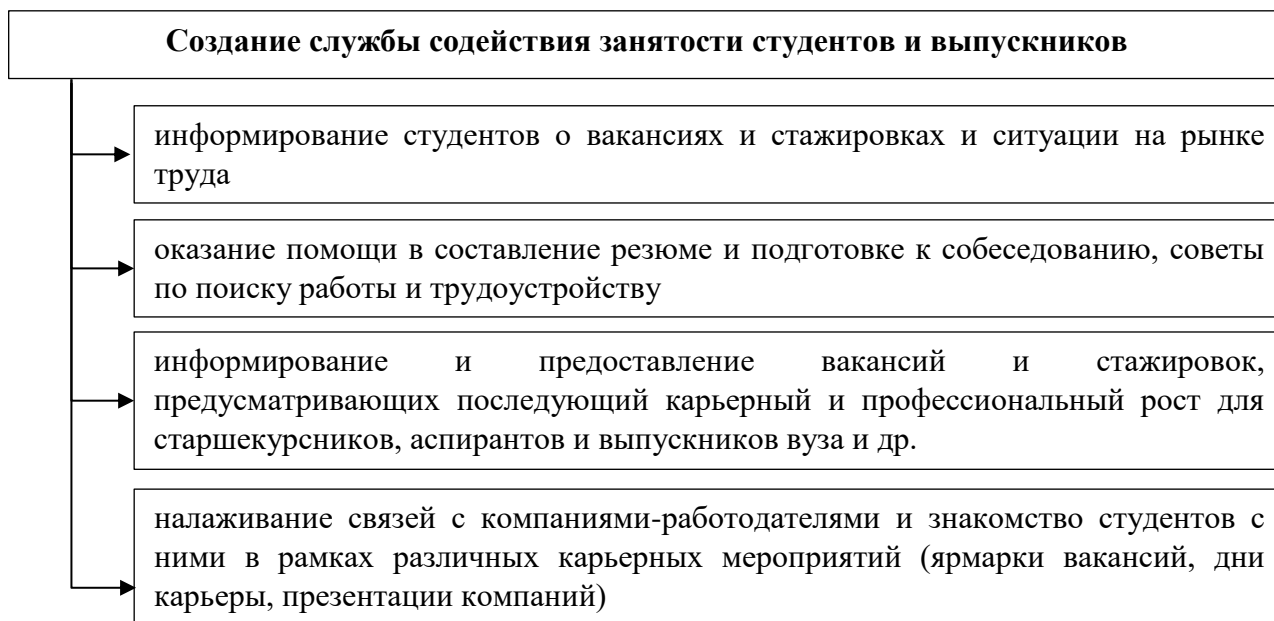 Создание службы содействия занятости студентов и выпускников
информирование студентов о вакансиях и стажировках и ситуации на рынке
труда
оказание помощи в составление резюме и подготовке к собеседованию, советы
по поиску работы и трудоустройству
информирование и предоставление вакансий и стажировок,
предусматривающих последующий карьерный и профессиональный рост для
старшекурсников, аспирантов и выпускников вуза и др.
налаживание связей с компаниями-работодателями и знакомство студентов с
ними в рамках различных карьерных мероприятий (ярмарки вакансий, дни
карьеры, презентации компаний)